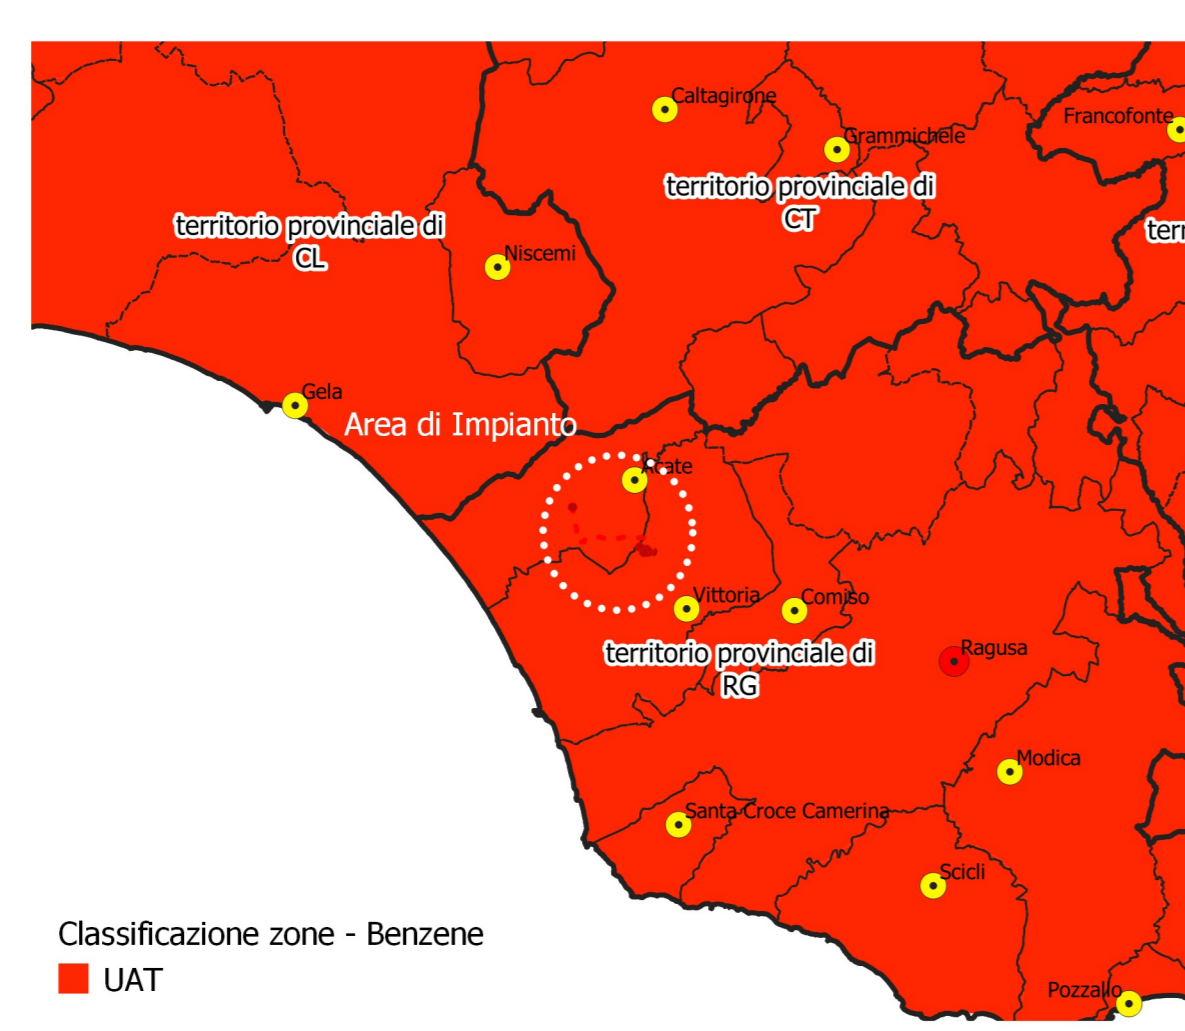 Caltagirone
Francofonte
Grammichele
territorio provinciale di
CT
territorio provinciale di
CL
terr
Niscemi
Gela
Area di Impianto
Acate
Vittoria
Comiso
territorio provinciale di
RG
Ragusa
Modica
Santa Croce Camerina
Scicli
Classificazione zone - Benzene
UAT
Pozzallo